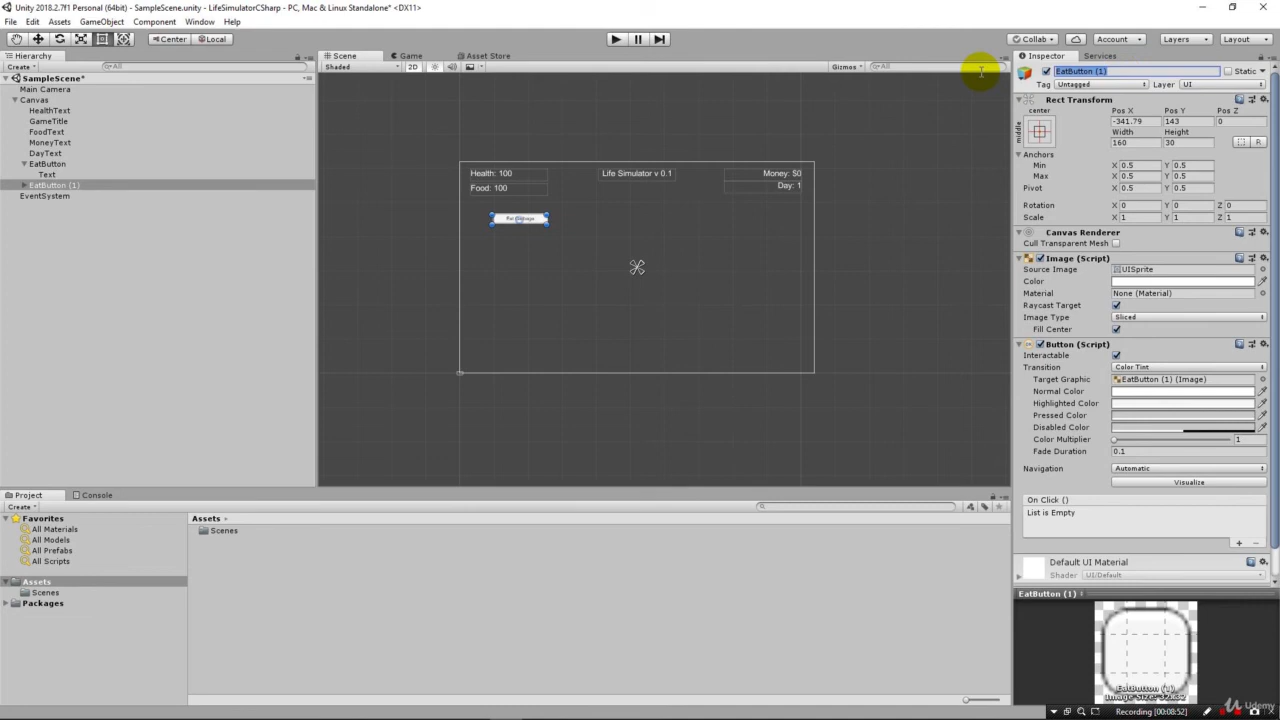 Unity 2018.2.7f1 Personal (64bit) - SampleScene.unity - LifeSimulatorCSharp - PC, Mac & Linux Standalone* <DX11>
File Edit Assets GameObject Component Window Help
Center Local Collab Account Layers Layout
Hierarchy
Create All
SampleScene*
Main Camera
Canvas
HealthText
GameTitle
FoodText
MoneyText
DayText
EatButton
Text
EatButton (1)
EventSystem
Scene Game Asset Store
Shaded 2D Gizmos All
Health: 100 Life Simulator v 0.1 Money: $0
Food: 100 Day: 1
Inspector Services
EatButton (1) Static
Tag Untagged Layer UI
Rect Transform
center Pos X Pos Y Pos Z
middle -341.79 143 0
Width Height
160 30
R
Anchors
Min X 0.5 Y 0.5
Max X 0.5 Y 0.5
Pivot X 0.5 Y 0.5
Rotation X 0 Y 0 Z 0
Scale X 1 Y 1 Z 1
Canvas Renderer
Cull Transparent Mesh
Image (Script)
Source Image UISprite
Color
Material None (Material)
Raycast Target
Image Type Sliced
Fill Center
Button (Script)
Interactable
Transition Color Tint
Target Graphic EatButton (1) (Image)
Normal Color
Highlighted Color
Pressed Color
Disabled Color
Color Multiplier 1
Fade Duration 0.1
Navigation Automatic
Visualize
On Click ()
List is Empty
Default UI Material
Shader UI/Default
EatButton (1)
EatButton (1)
Image Size: 32x32
Project Console
Create
Favorites
All Materials
All Models
All Prefabs
All Scripts
Assets
Scenes
Packages
Assets
Scenes
Udemy
Recording [00:08:52]